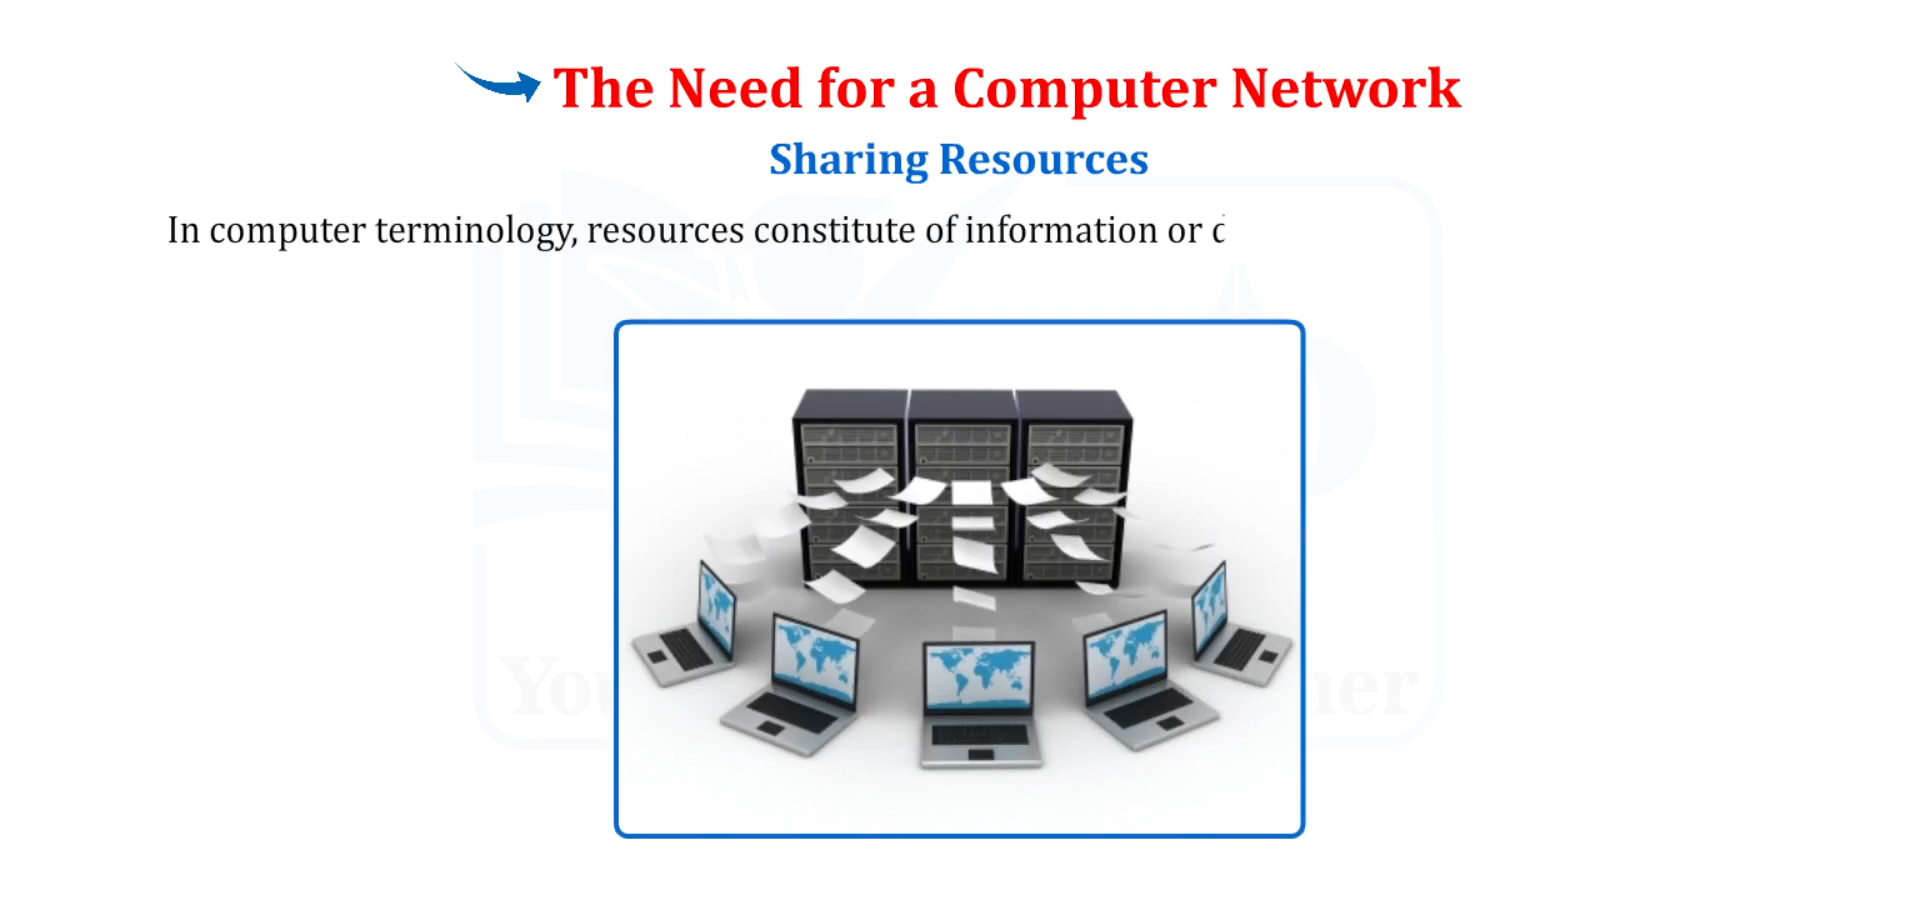 The Need for a Computer Network
Sharing Resources
In computer terminology, resources constitute of information or